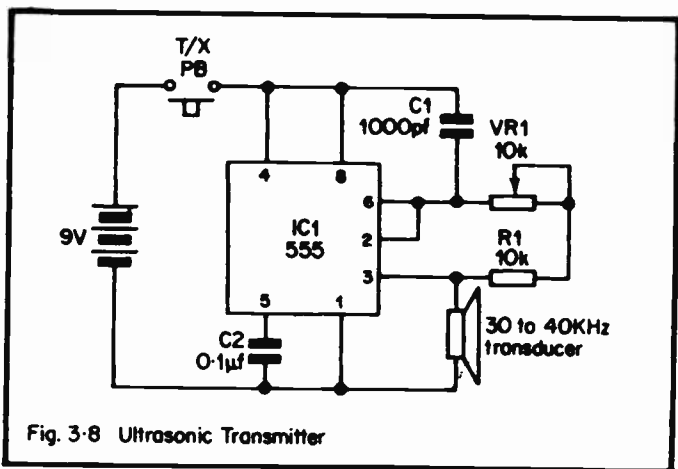 T/X
PB
C1
1000pf
VR1
10k
4
8
6
IC1
555
2
R1
10k
9V
3
5
1
30 to 40KHz
transducer
C2
0·1µf
Fig. 3·8 Ultrasonic Transmitter